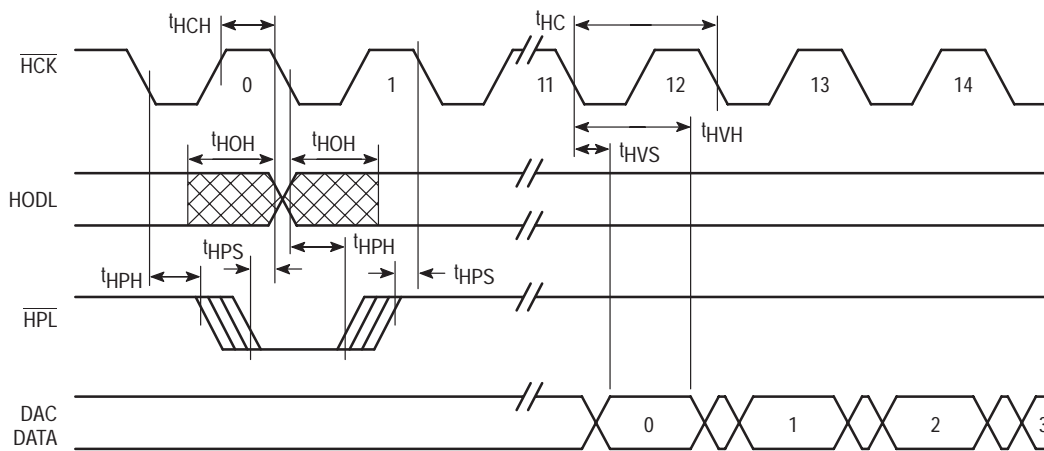 tHCH
tHC
HCK
0 1 11 12 13 14
tHOH tHOH
tHVH
tHVS
HODL
tHPS tHPH
tHPH tHPS
HPL
DAC
DATA
0 1 2 3